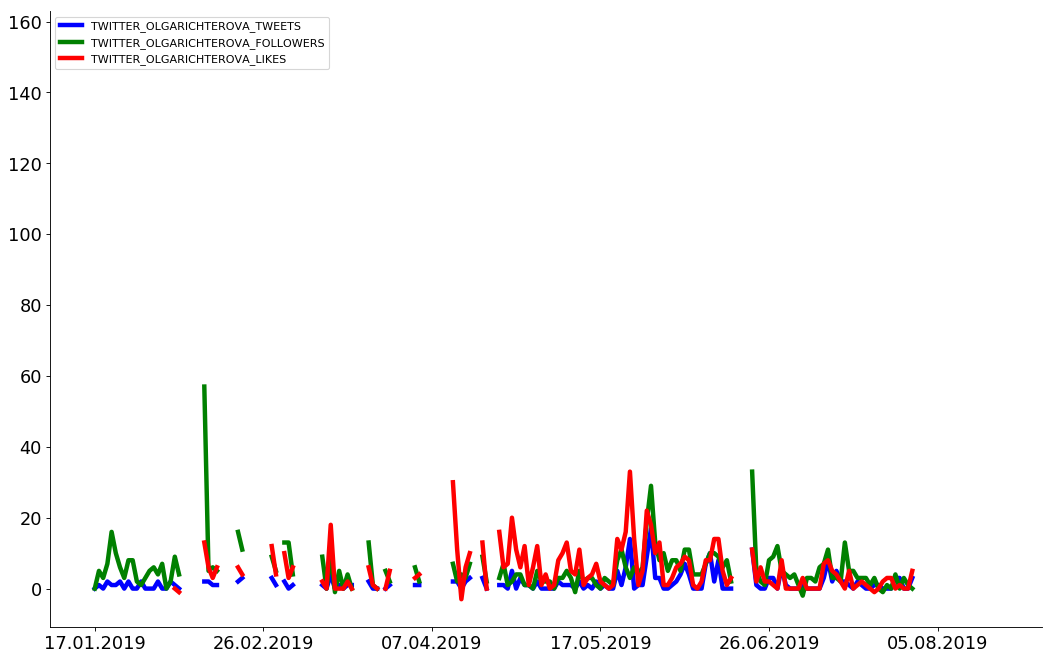 160
140
120
100
80
60
40
20
0
TWITTER_OLGARICHTEROVA_TWEETS
TWITTER_OLGARICHTEROVA_FOLLOWERS
TWITTER_OLGARICHTEROVA_LIKES
17.01.2019 26.02.2019 07.04.2019 17.05.2019 26.06.2019 05.08.2019